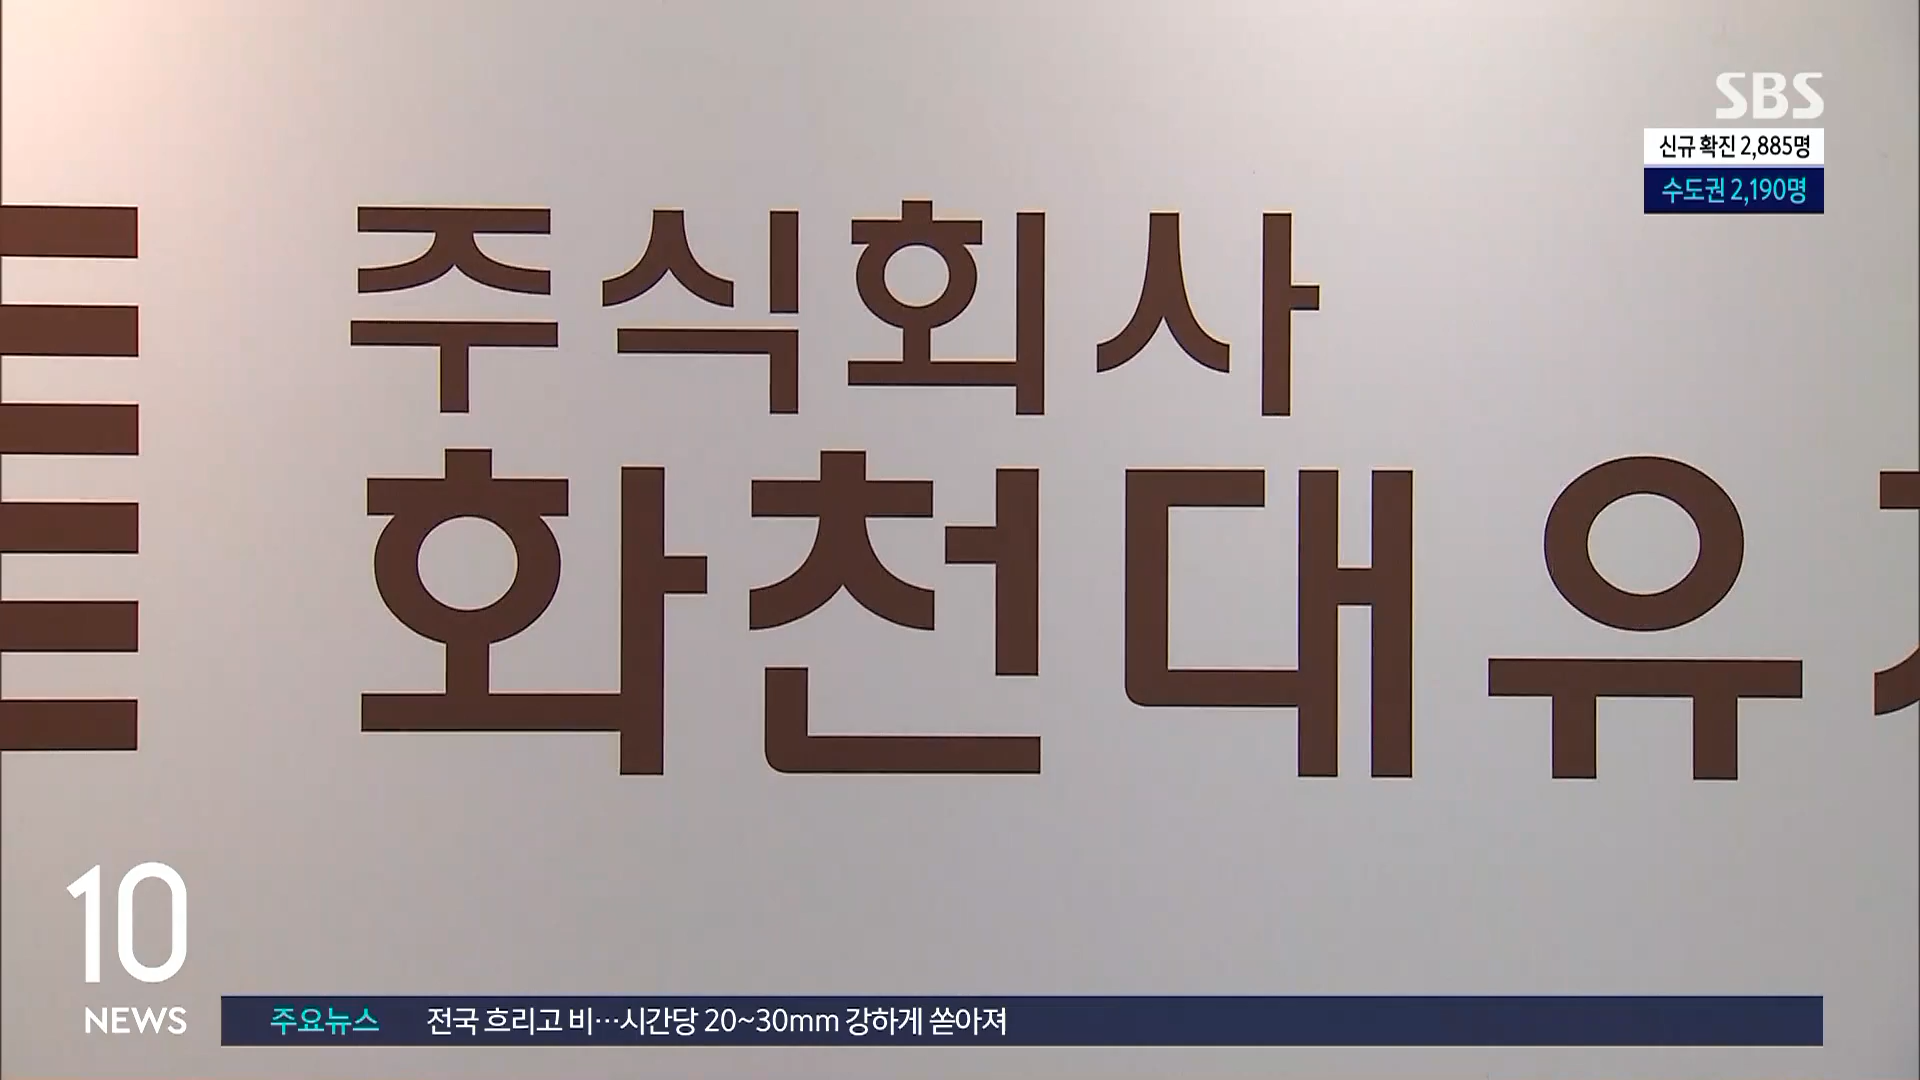 SBS
신규 확진 2,885명
수도권 2,190명
주식회사
화천대유
10
NEWS
주요뉴스 전국 흐리고 비…시간당 20~30mm 강하게 쏟아져